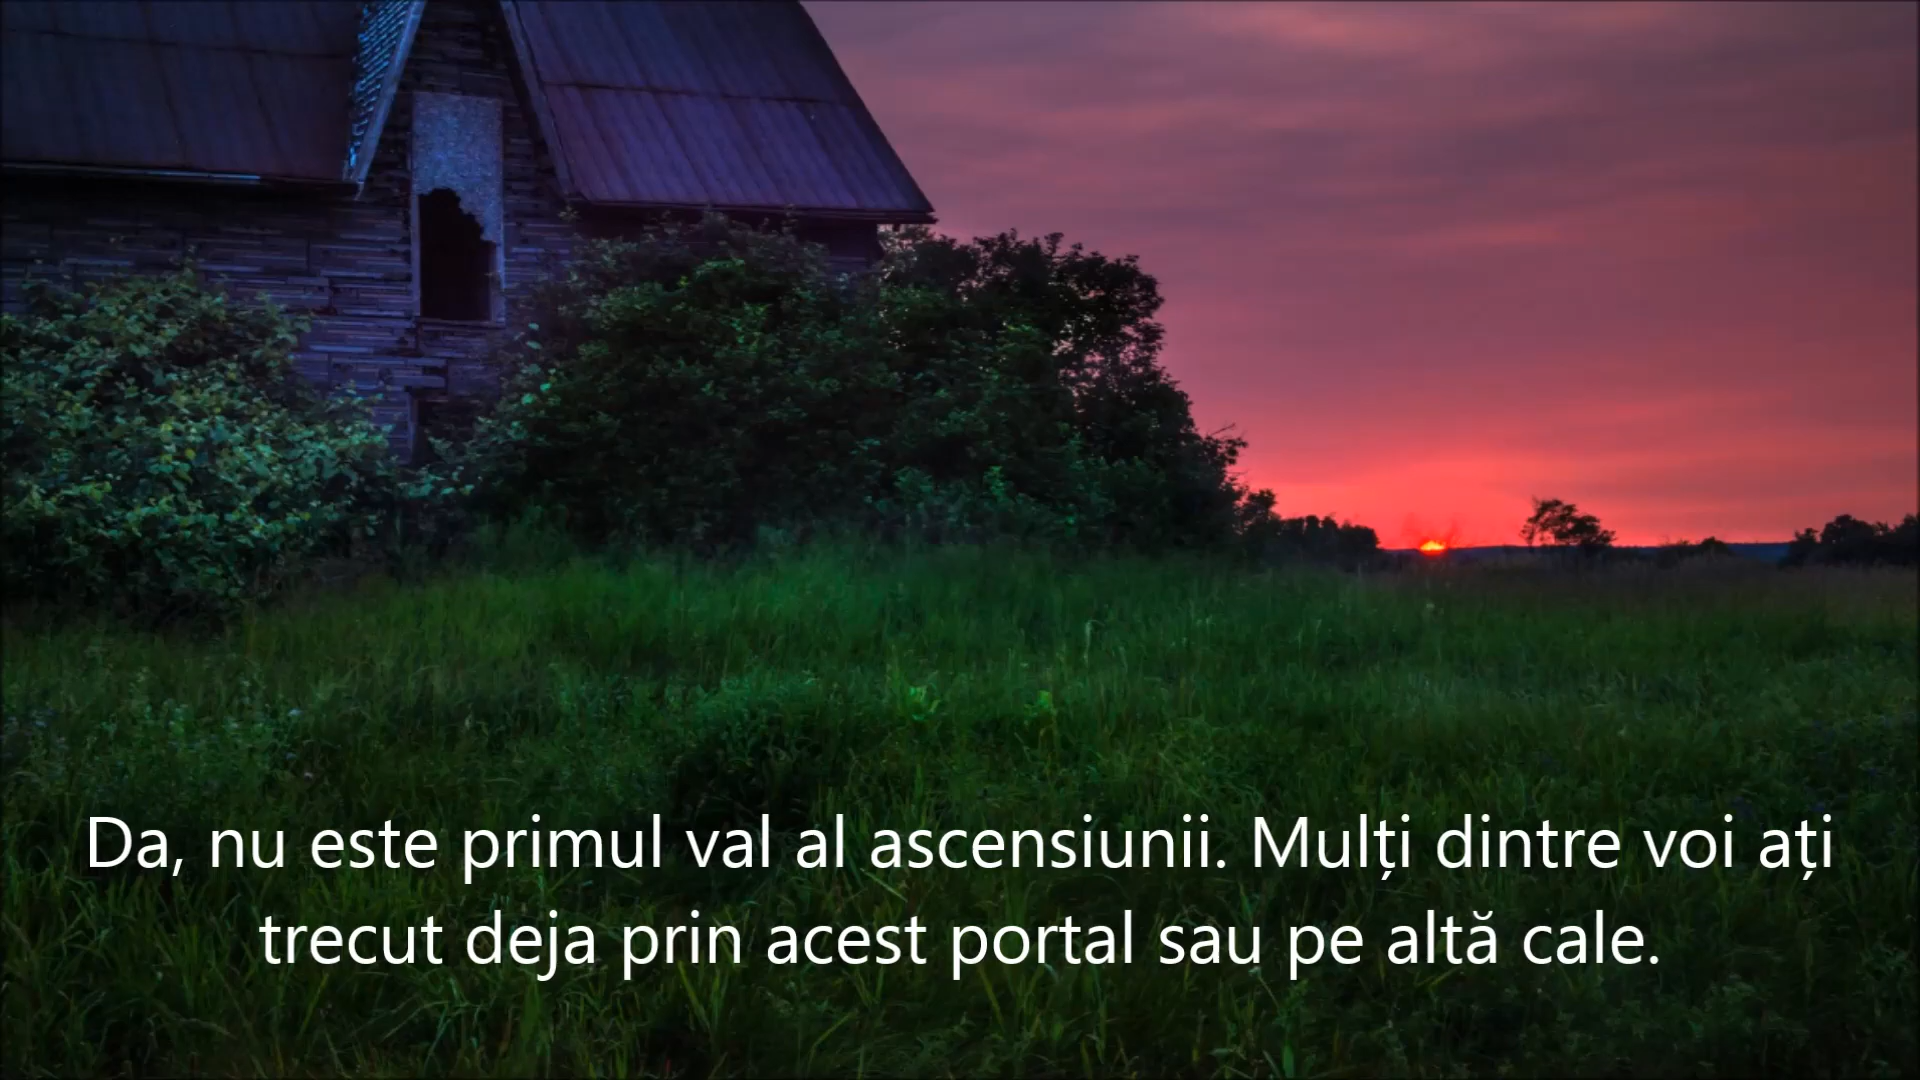 Da, nu este primul val al ascensiunii. Mulți dintre voi ați
trecut deja prin acest portal sau pe altă cale.